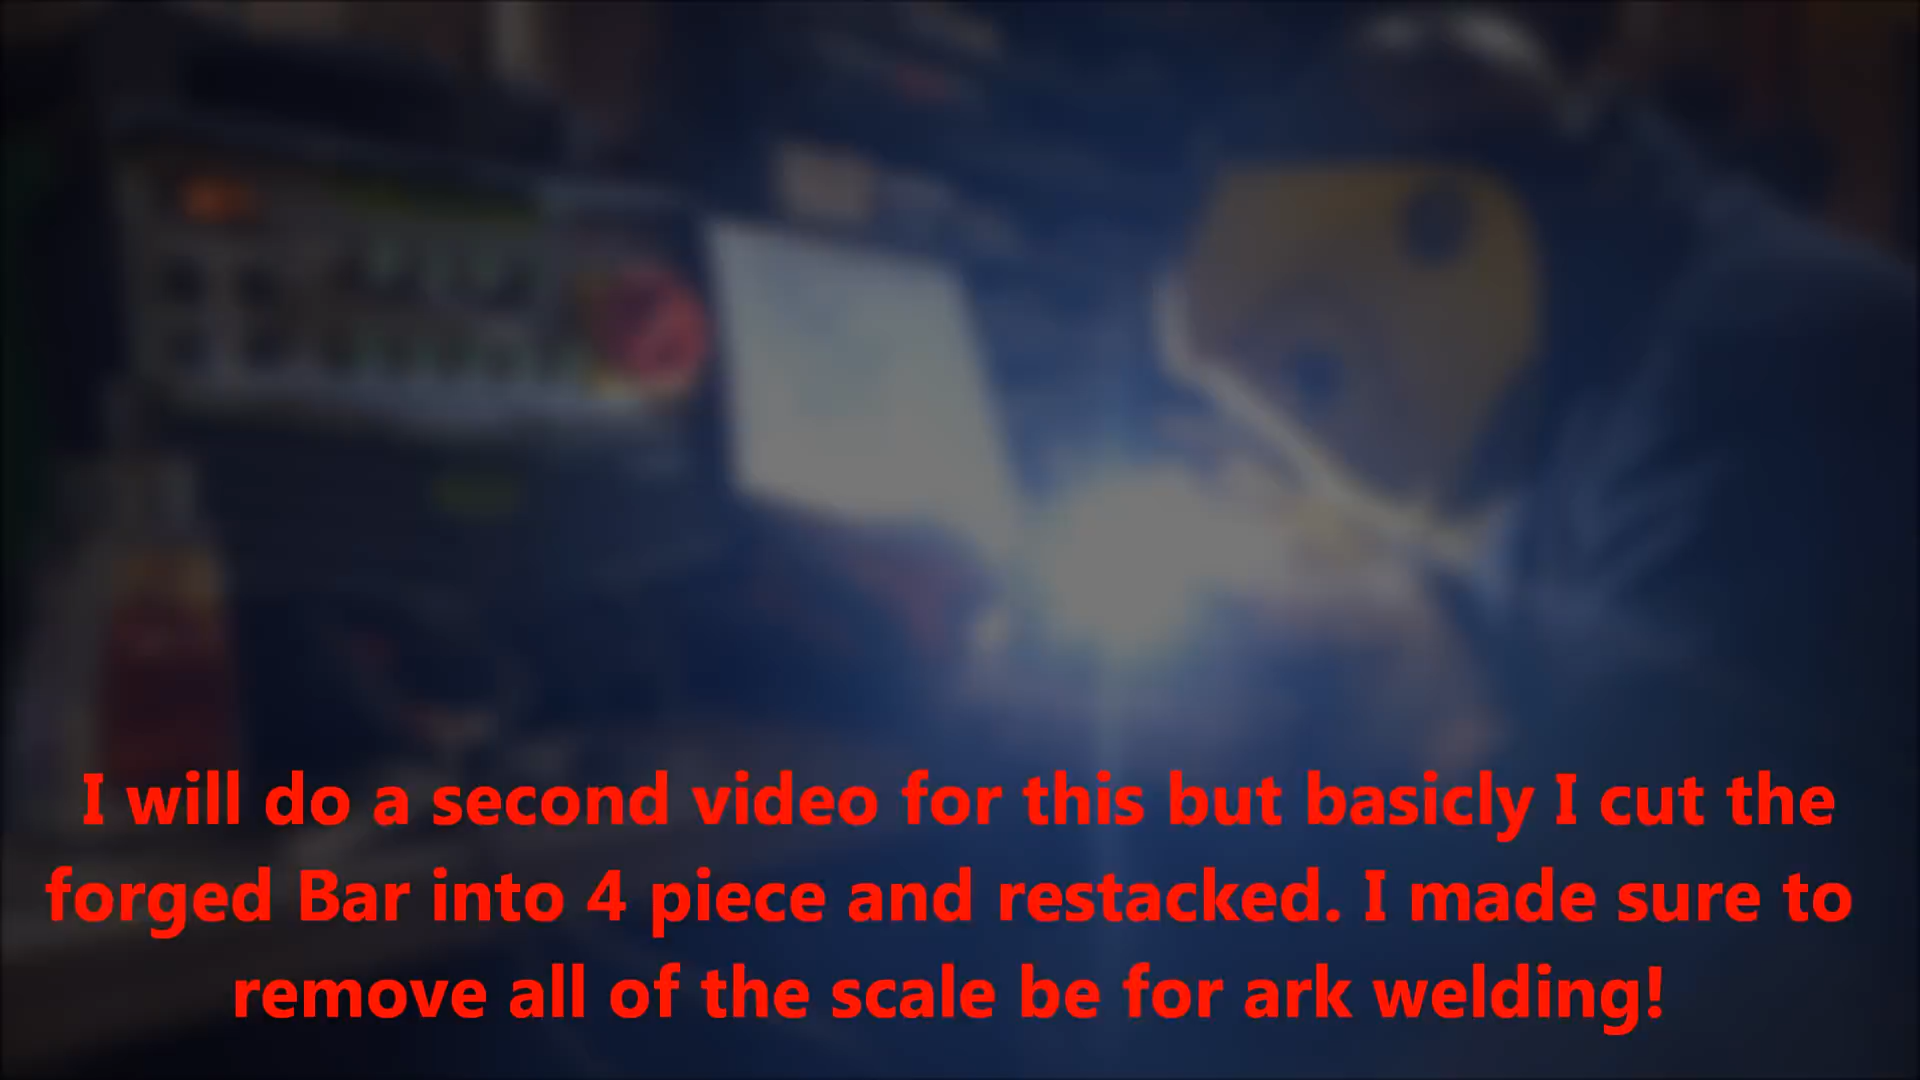 I will do a second video for this but basicly I cut the
forged Bar into 4 piece and restacked. I made sure to
remove all of the scale be for ark welding!